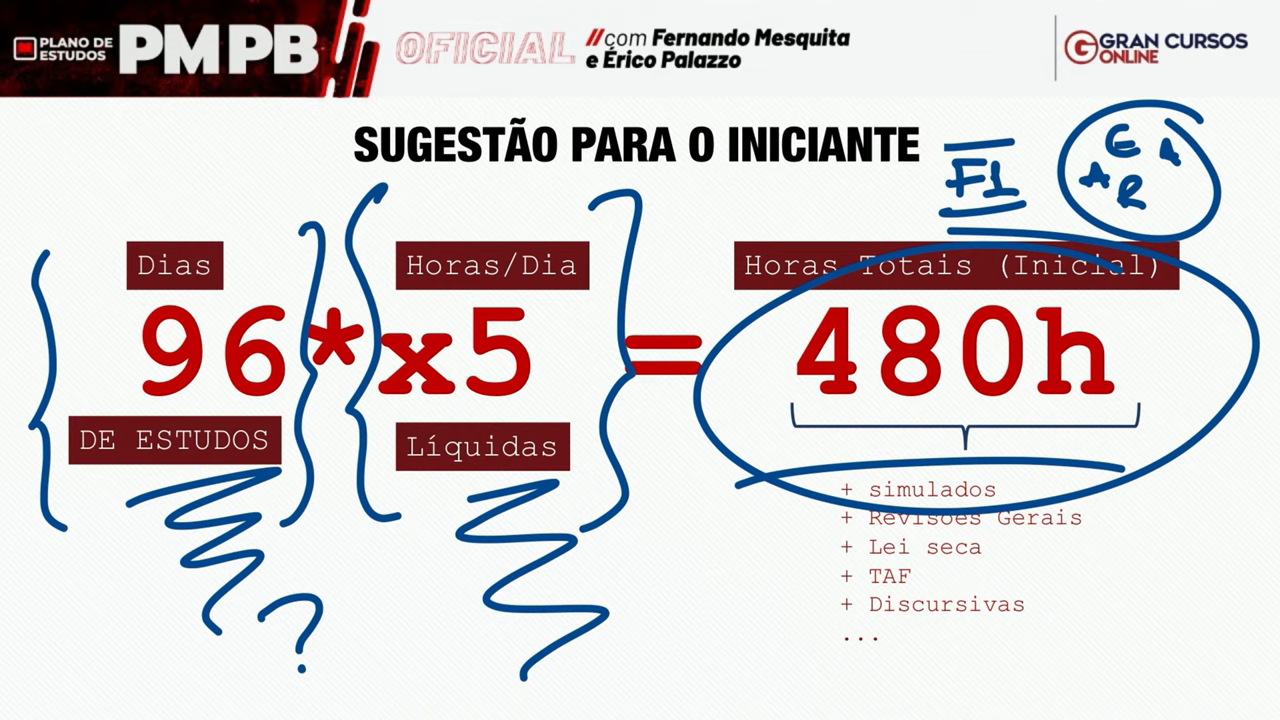 PLANO DE
ESTUDOS
PMPB
OFICIAL
//com Fernando Mesquita
e Érico Palazzo
GRAN CURSOS
ONLINE
SUGESTÃO PARA O INICIANTE
F1
E A
A R
Dias
Horas/Dia
Horas Totais (Inicial)
96* x5 = 480h
DE ESTUDOS
Líquidas
+ simulados
+ Revisões Gerais
+ Lei seca
+ TAF
+ Discursivas
...
?